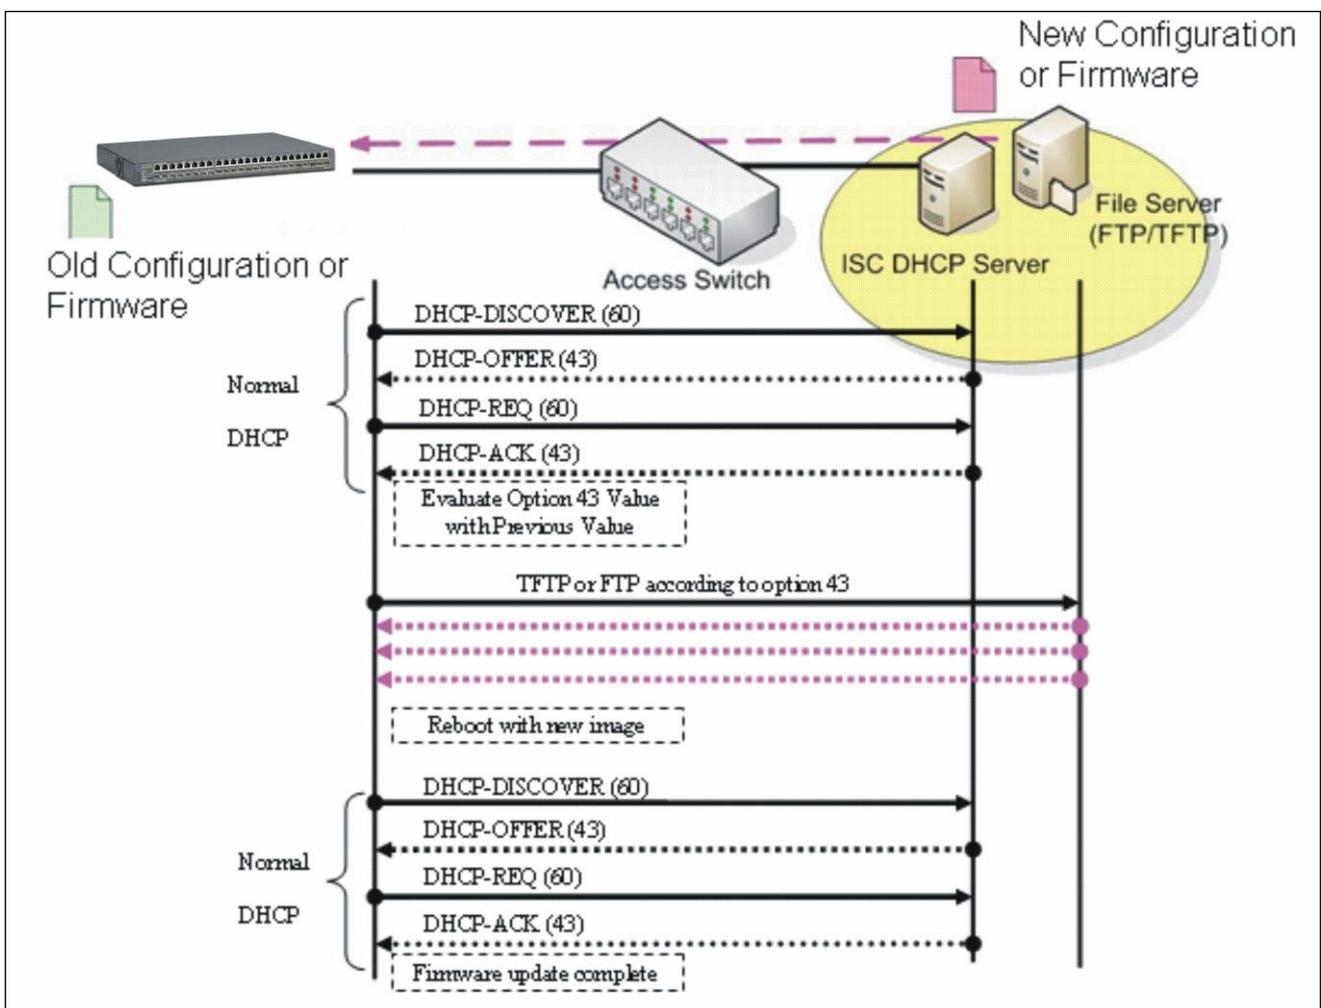 New Configuration
or Firmware
File Server
(FTP/TFTP)
ISC DHCP Server
Access Switch
Old Configuration or
Firmware
DHCP-DISCOVER (60)
DHCP-OFFER (43)
Normal
DHCP
DHCP-REQ (60)
DHCP-ACK (43)
Evaluate Option 43 Value
with Previous Value
TFTP or FTP according to option 43
Reboot with new image
DHCP-DISCOVER (60)
DHCP-OFFER (43)
Normal
DHCP
DHCP-REQ (60)
DHCP-ACK (43)
Firmware update complete